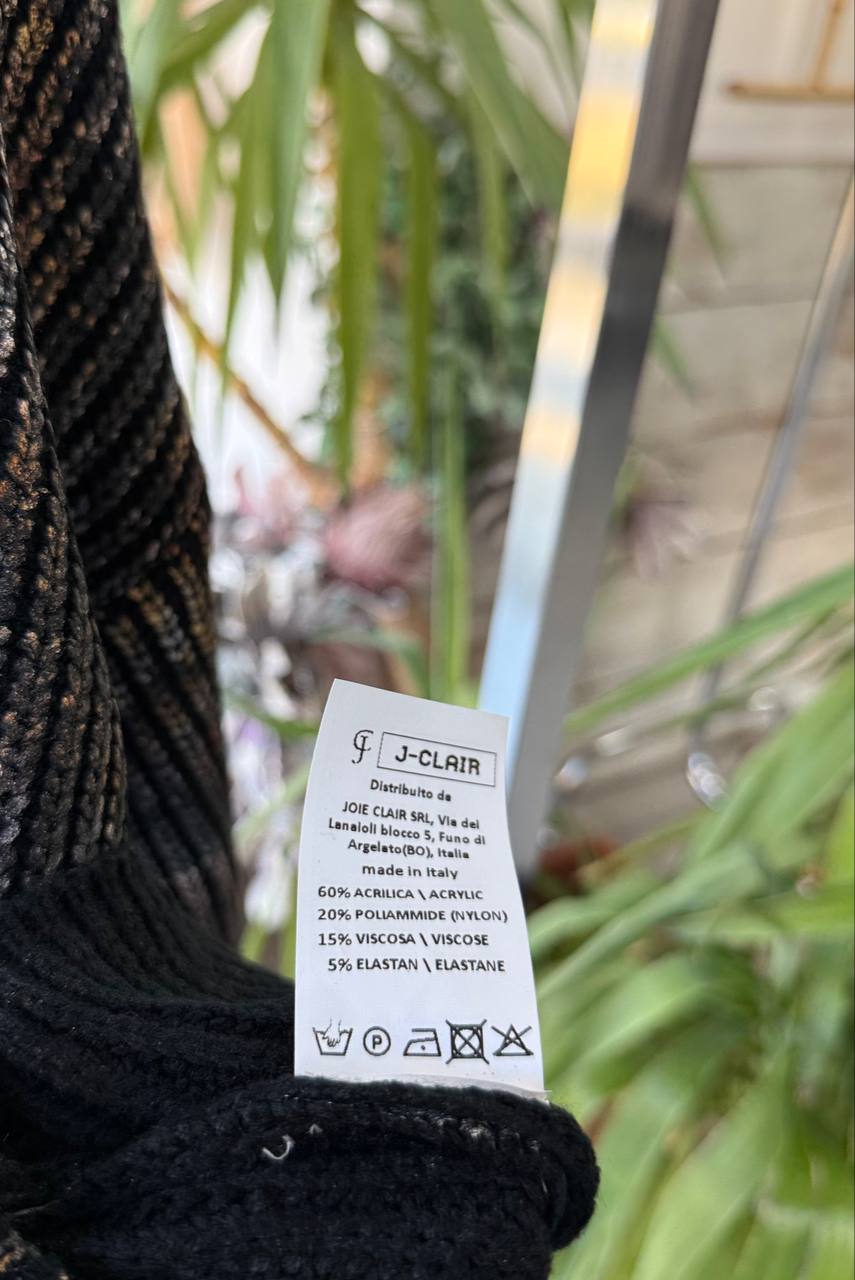 J-CLAIR
Distribuito da
JOIE CLAIR SRL, Via dei
Lanaioli blocco 5, Funo di
Argelato(BO), Italia
made in Italy
60% ACRILICA \ ACRYLIC
20% POLIAMMIDE (NYLON)
15% VISCOSA \ VISCOSE
5% ELASTAN \ ELASTANE
P